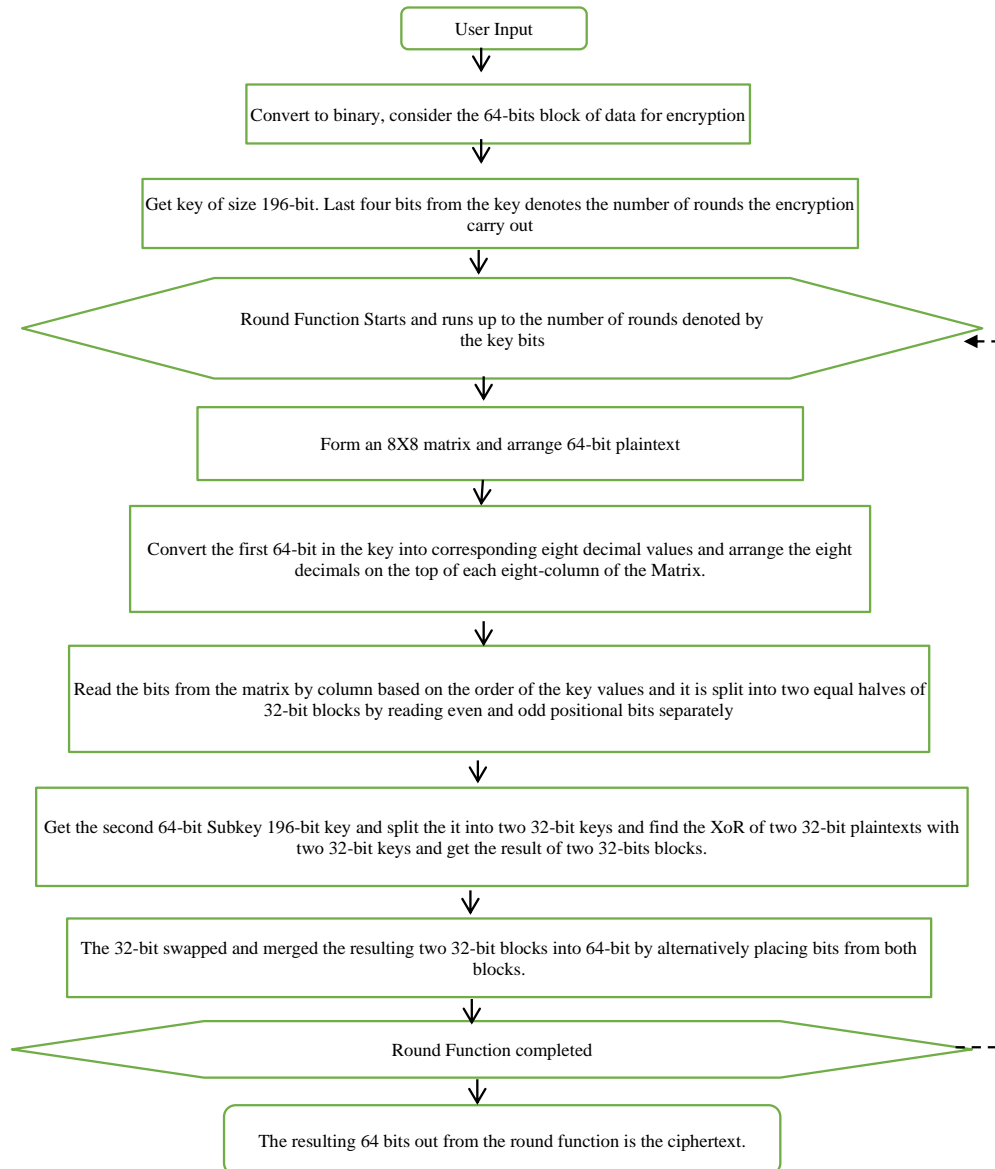 User Input
Convert to binary, consider the 64-bits block of data for encryption
Get key of size 196-bit. Last four bits from the key denotes the number of rounds the encryption
carry out
Round Function Starts and runs up to the number of rounds denoted by
the key bits
Form an 8X8 matrix and arrange 64-bit plaintext
Convert the first 64-bit in the key into corresponding eight decimal values and arrange the eight
decimals on the top of each eight-column of the Matrix.
Read the bits from the matrix by column based on the order of the key values and it is split into two equal halves of
32-bit blocks by reading even and odd positional bits separately
Get the second 64-bit Subkey 196-bit key and split the it into two 32-bit keys and find the XoR of two 32-bit plaintexts with
two 32-bit keys and get the result of two 32-bits blocks.
The 32-bit swapped and merged the resulting two 32-bit blocks into 64-bit by alternatively placing bits from both
blocks.
Round Function completed
The resulting 64 bits out from the round function is the ciphertext.